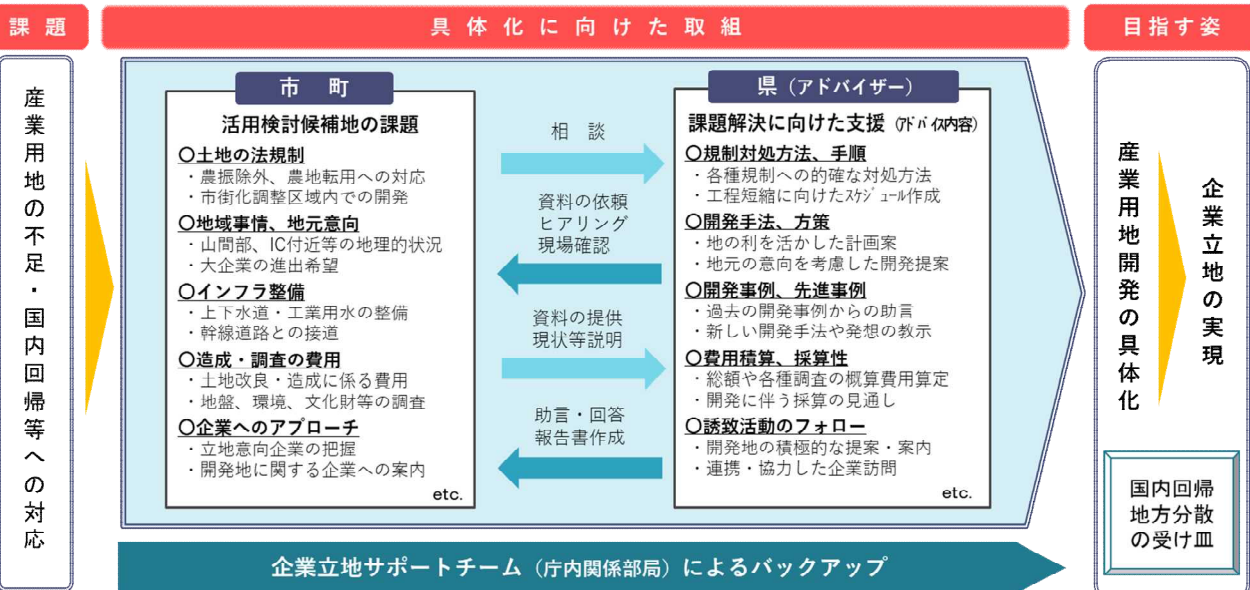 課題
具体化に向けた取組
目指す姿
産業用地の不足・国内回帰等への対応
市 町
活用検討候補地の課題
〇土地の法規制
・農振除外、農地転用への対応
・市街化調整区域内での開発
〇地域事情、地元意向
・山間部、IC付近等の地理的状況
・大企業の進出希望
〇インフラ整備
・上下水道・工業用水の整備
・幹線道路との接道
〇造成・調査の費用
・土地改良・造成に係る費用
・地盤、環境、文化財等の調査
〇企業へのアプローチ
・立地意向企業の把握
・開発地に関する企業への案内
etc.
相 談
資料の依頼
ヒアリング
現場確認
資料の提供
現状等説明
助言・回答
報告書作成
県（アドバイザー）
課題解決に向けた支援（ｱﾄﾞﾊﾞｲｽ内容）
〇規制対処方法、手順
・各種規制への的確な対処方法
・工程短縮に向けたｽｹｼﾞｭｰﾙ作成
〇開発手法、方策
・地の利を活かした計画案
・地元の意向を考慮した開発提案
〇開発事例、先進事例
・過去の開発事例からの助言
・新しい開発手法や発想の教示
〇費用積算、採算性
・総額や各種調査の概算費用算定
・開発に伴う採算の見通し
〇誘致活動のフォロー
・開発地の積極的な提案・案内
・連携・協力した企業訪問
etc.
企業立地サポートチーム（庁内関係部局）によるバックアップ
産業用地開発の具体化
企業立地の実現
国内回帰
地方分散
の受け皿